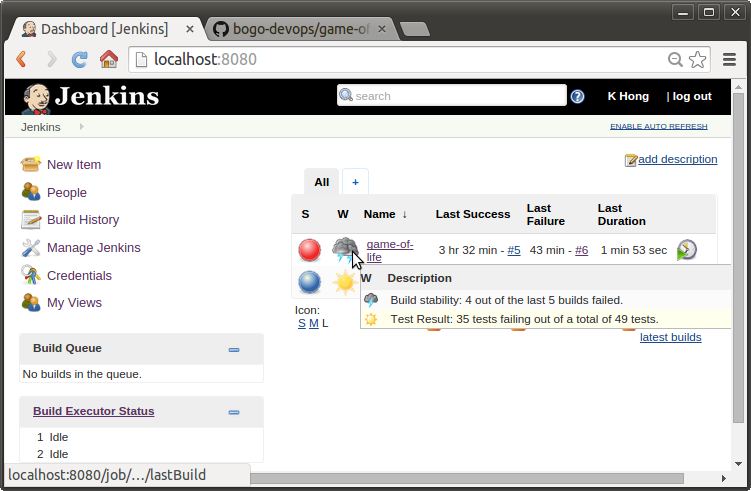 Dashboard [Jenkins]
bogo-devops/game-of
localhost:8080
Jenkins
search
K Hong
| log out
Jenkins
ENABLE AUTO REFRESH
New Item
People
Build History
Manage Jenkins
Credentials
My Views
Build Queue
No builds in the queue.
Build Executor Status
1 Idle
2 Idle
add description
All
+
S W Name ↓ Last Success Last Failure Last Duration
game-of-life 3 hr 32 min - #5 43 min - #6 1 min 53 sec
W Description
Build stability: 4 out of the last 5 builds failed.
Test Result: 35 tests failing out of a total of 49 tests.
Icon:
S M L
latest builds
localhost:8080/job/…/lastBuild